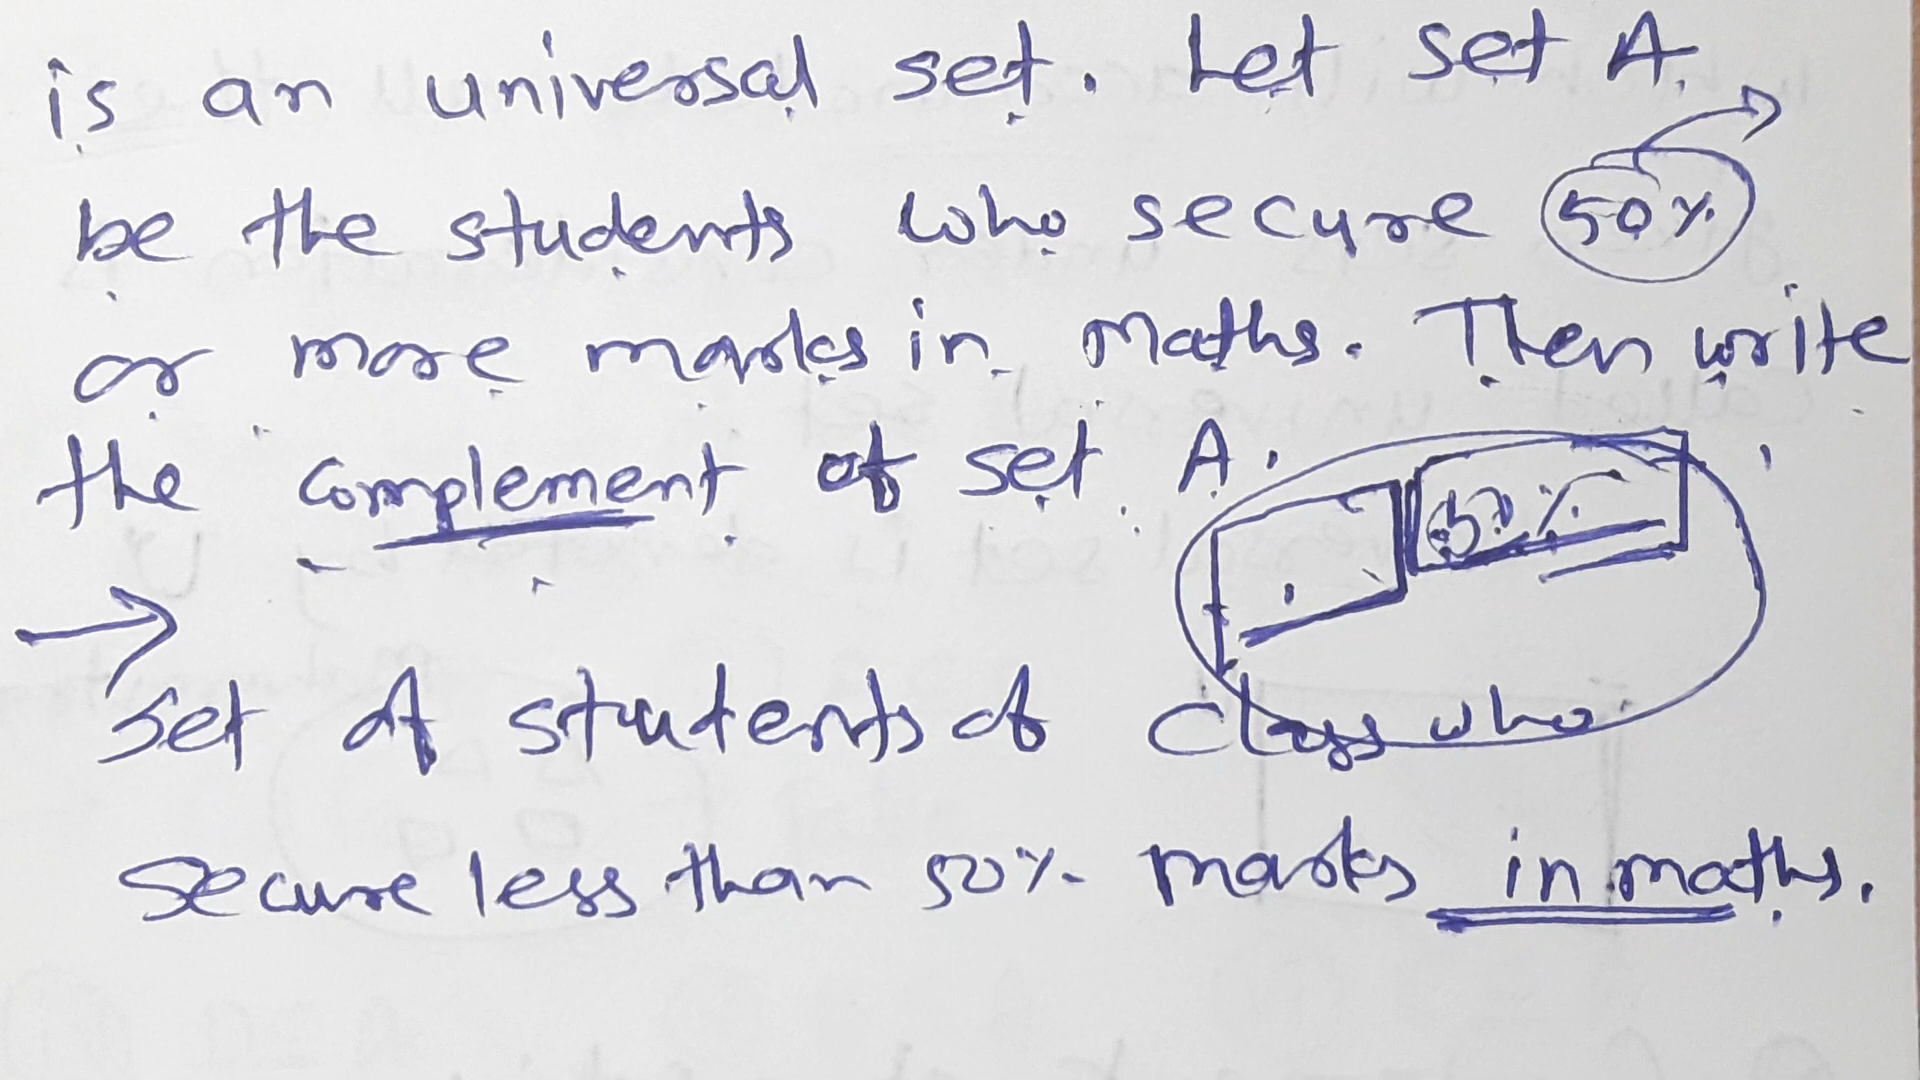 is an universal set. Let set A.
be the students who secure 50%
or more marks in Maths. Then write
the complement of set A.
50%
→
Set of students of class who
secure less than 50% marks in maths.